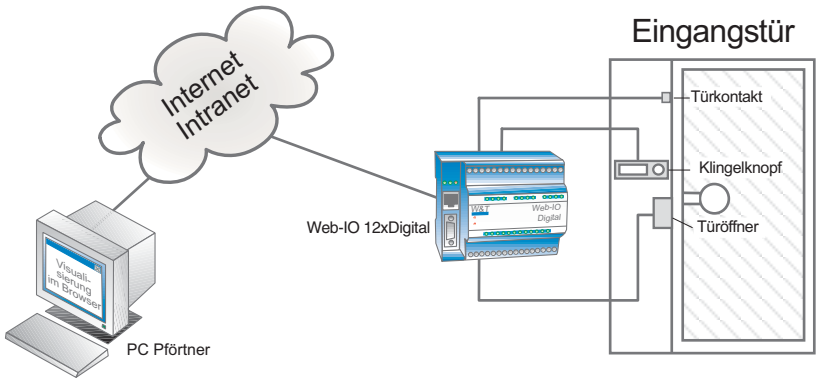 Eingangstür
Internet
Intranet
Türkontakt
Klingelknopf
Türöffner
W&T
Web-IO
Digital
Web-IO 12xDigital
Visuali-
sierung
im Browser
PC Pförtner